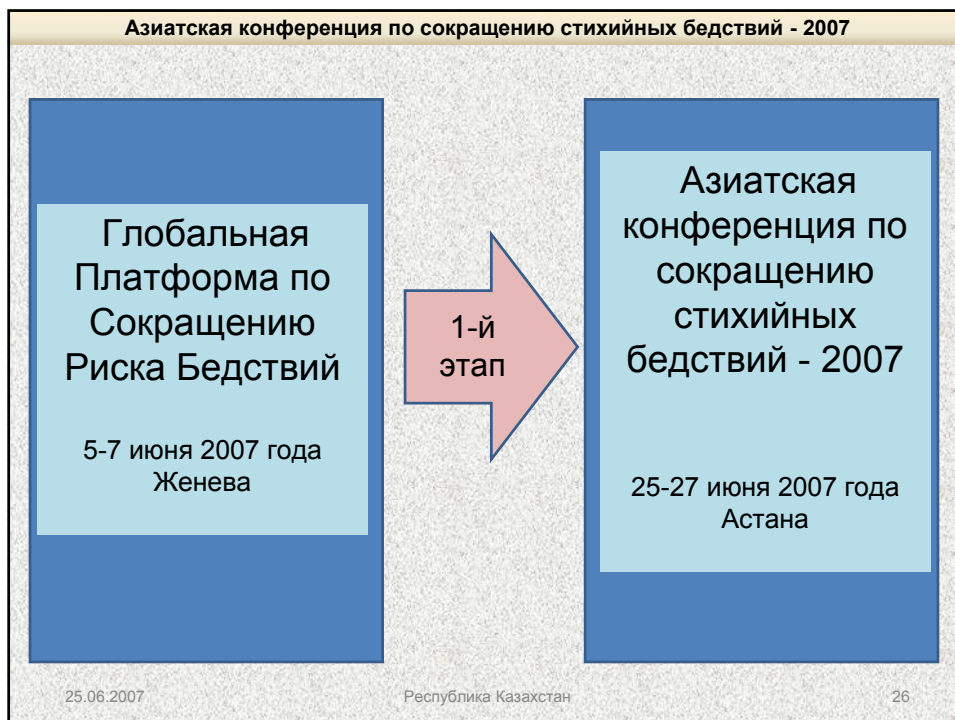 Азиатская конференция по сокращению стихийных бедствий - 2007
Глобальная
Платформа по
Сокращению
Риска Бедствий
5-7 июня 2007 года
Женева
1-й
этап
Азиатская
конференция по
сокращению
стихийных
бедствий - 2007
25-27 июня 2007 года
Астана
25.06.2007
Республика Казахстан
26